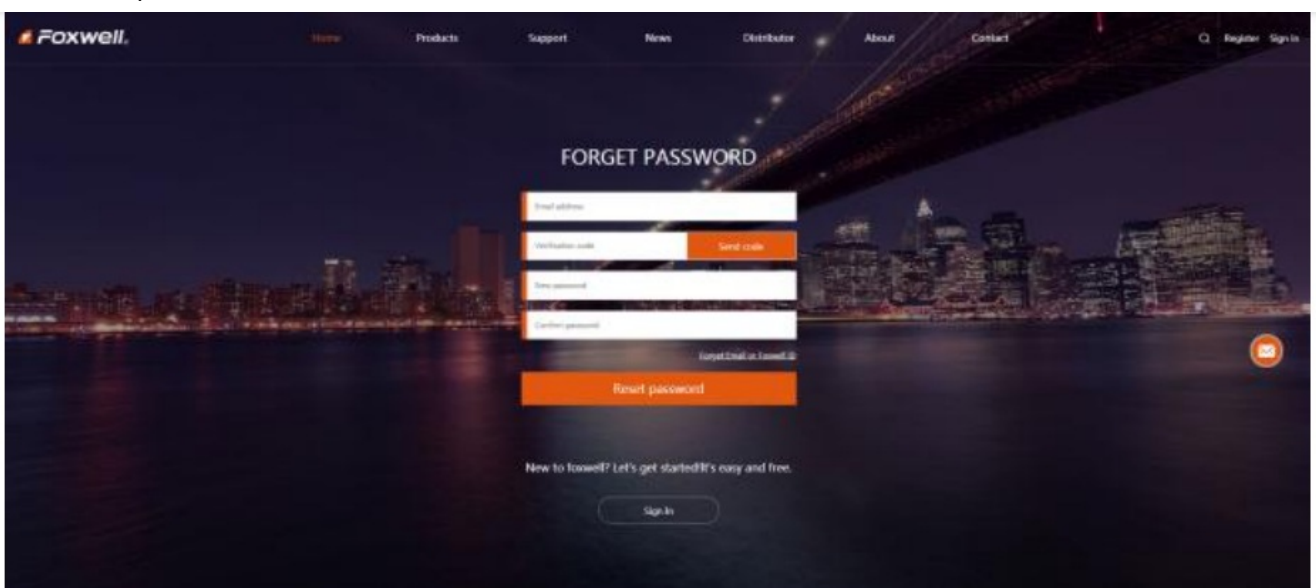 Foxwell
Home Products Support News Distributor About Contact Register Sign In
FORGET PASSWORD
Email address
Verification code Send code
New password
Confirm password
Forget Email or Foxwell ID
Reset password
New to foxwell? Let's get started!It's easy and free.
Sign In